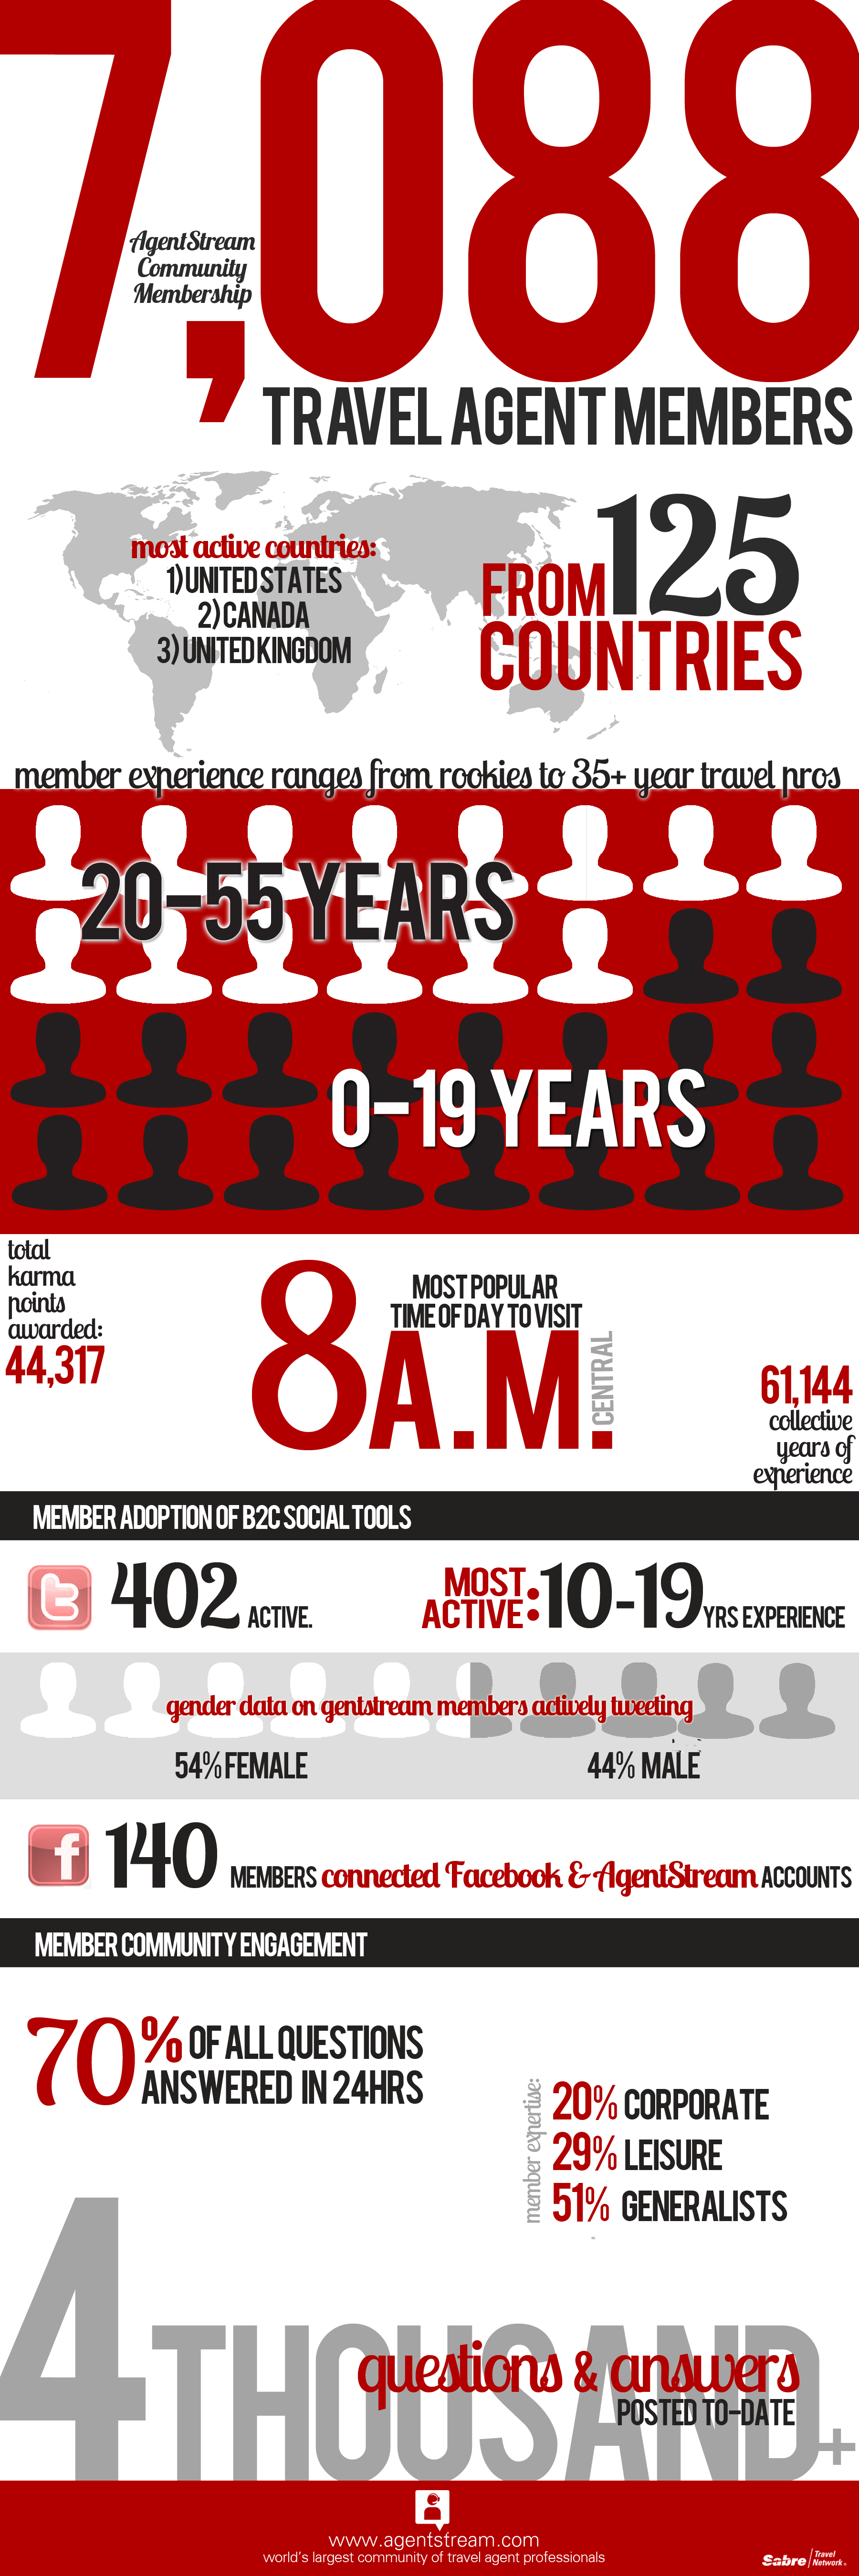 7,088
AgentStream
Community
Membership
TRAVEL AGENT MEMBERS
most active countries:
1) UNITED STATES
2) CANADA
3) UNITED KINGDOM
FROM 125
COUNTRIES
member experience ranges from rookies to 35+ year travel pros
20-55 YEARS
0-19 YEARS
total
karma
points
awarded:
44,317
MOST POPULAR
TIME OF DAY TO VISIT
8 A.M.
CENTRAL
61,144
collective
years of
experience
MEMBER ADOPTION OF B2C SOCIAL TOOLS
t 402 ACTIVE.
MOST
ACTIVE: 10-19 YRS EXPERIENCE
gender data on gentstream members actively tweeting
54% FEMALE
44% MALE
f 140 MEMBERS connected Facebook & AgentStream ACCOUNTS
MEMBER COMMUNITY ENGAGEMENT
70% OF ALL QUESTIONS
ANSWERED IN 24HRS
member expertise:
20% CORPORATE
29% LEISURE
51% GENERALISTS
4 THOUSAND+
questions & answers
POSTED TO-DATE
www.agentstream.com
world's largest community of travel agent professionals
Sabre Travel
Network.